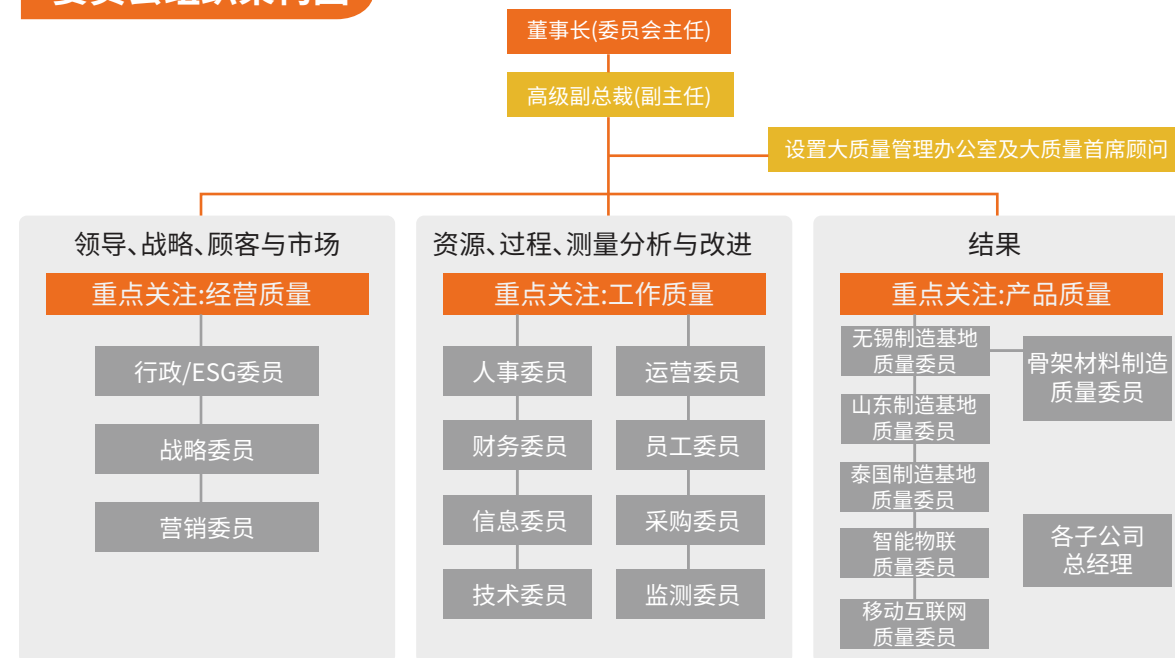 委员会组织架构图
董事长(委员会主任)
高级副总裁(副主任)
设置大质量管理办公室及大质量首席顾问
领导、战略、顾客与市场
重点关注:经营质量
行政/ESG委员
战略委员
营销委员
资源、过程、测量分析与改进
重点关注:工作质量
人事委员
运营委员
财务委员
员工委员
信息委员
采购委员
技术委员
监测委员
结果
重点关注:产品质量
无锡制造基地
质量委员
骨架材料制造
质量委员
山东制造基地
质量委员
泰国制造基地
质量委员
智能物联
质量委员
各子公司
总经理
移动互联网
质量委员